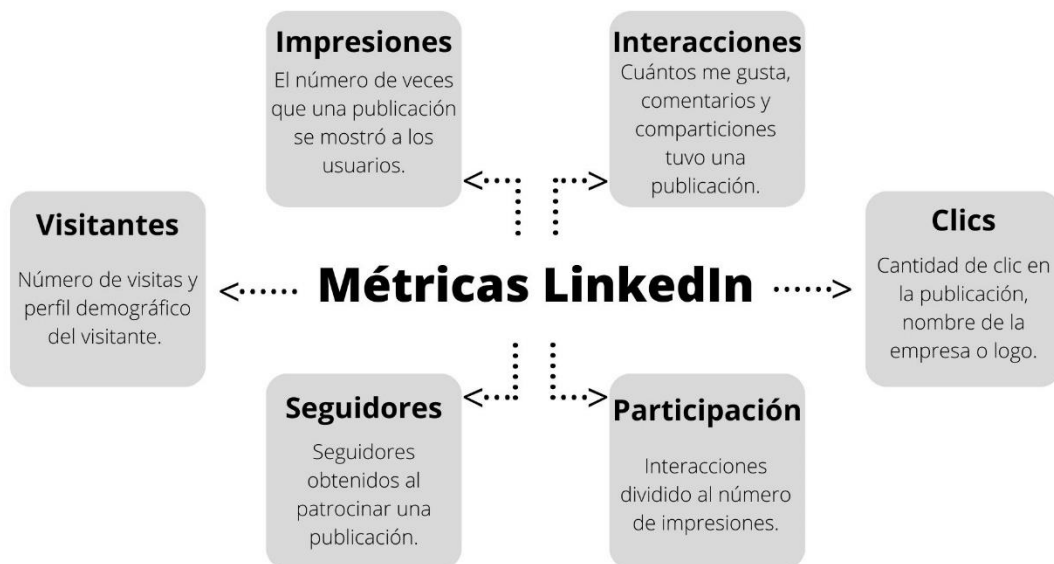 Impresiones
El número de veces
que una publicación
se mostró a los
usuarios.
Interacciones
Cuántos me gusta,
comentarios y
comparticiones
tuvo una
publicación.
Visitantes
Número de visitas y
perfil demográfico
del visitante.
Métricas LinkedIn
Clics
Cantidad de clic en
la publicación,
nombre de la
empresa o logo.
Seguidores
Seguidores
obtenidos al
patrocinar una
publicación.
Participación
Interacciones
dividido al número
de impresiones.